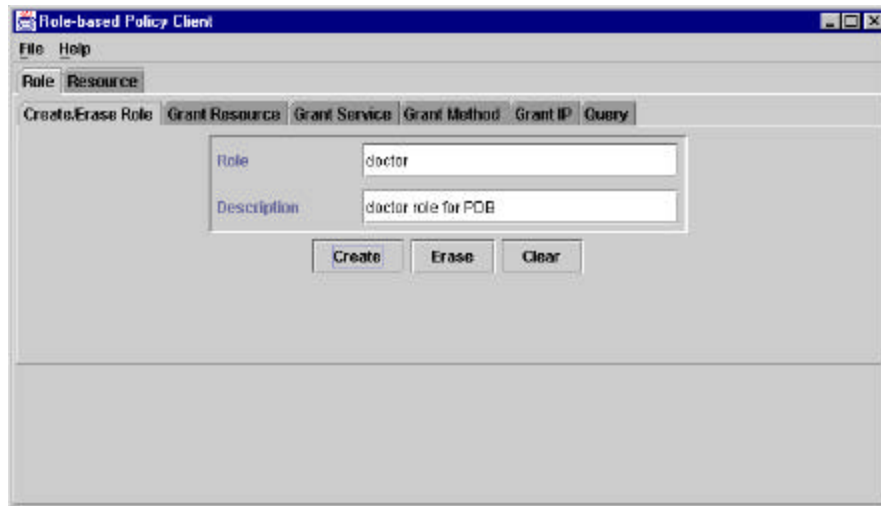 Role-based Policy Client
File Help
Role Resource
Create/Erase Role Grant Resource Grant Service Grant Method Grant IP Query
Role doctor
Description doctor role for PDB
Create Erase Clear